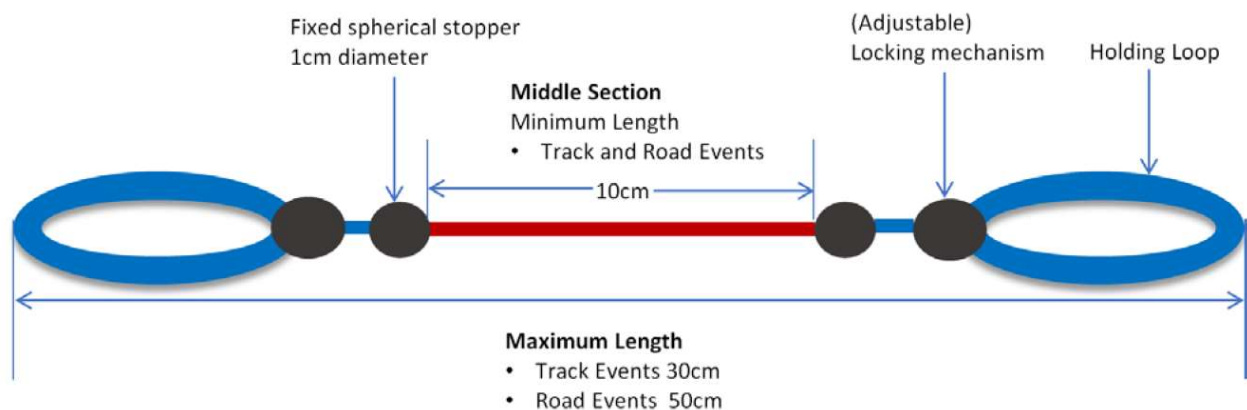 Fixed spherical stopper
1cm diameter
(Adjustable)
Locking mechanism
Holding Loop
Middle Section
Minimum Length
• Track and Road Events
10cm
Maximum Length
• Track Events 30cm
• Road Events 50cm